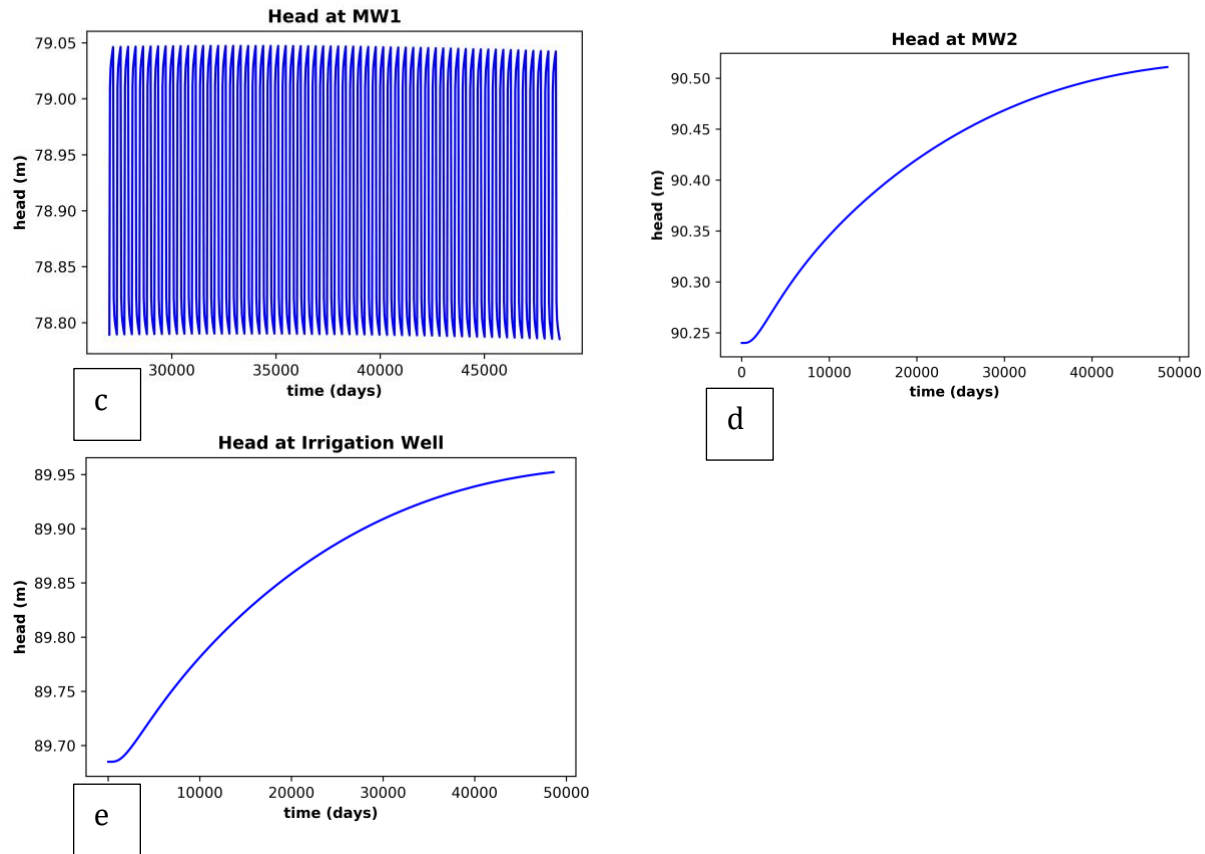 Head at MW1
79.05
79.00
78.95
78.90
78.85
78.80
head (m)
30000 35000 40000 45000
time (days)
c
Head at MW2
90.50
90.45
90.40
90.35
90.30
90.25
head (m)
0 10000 20000 30000 40000 50000
time (days)
d
Head at Irrigation Well
89.95
89.90
89.85
89.80
89.75
89.70
head (m)
10000 20000 30000 40000 50000
time (days)
e